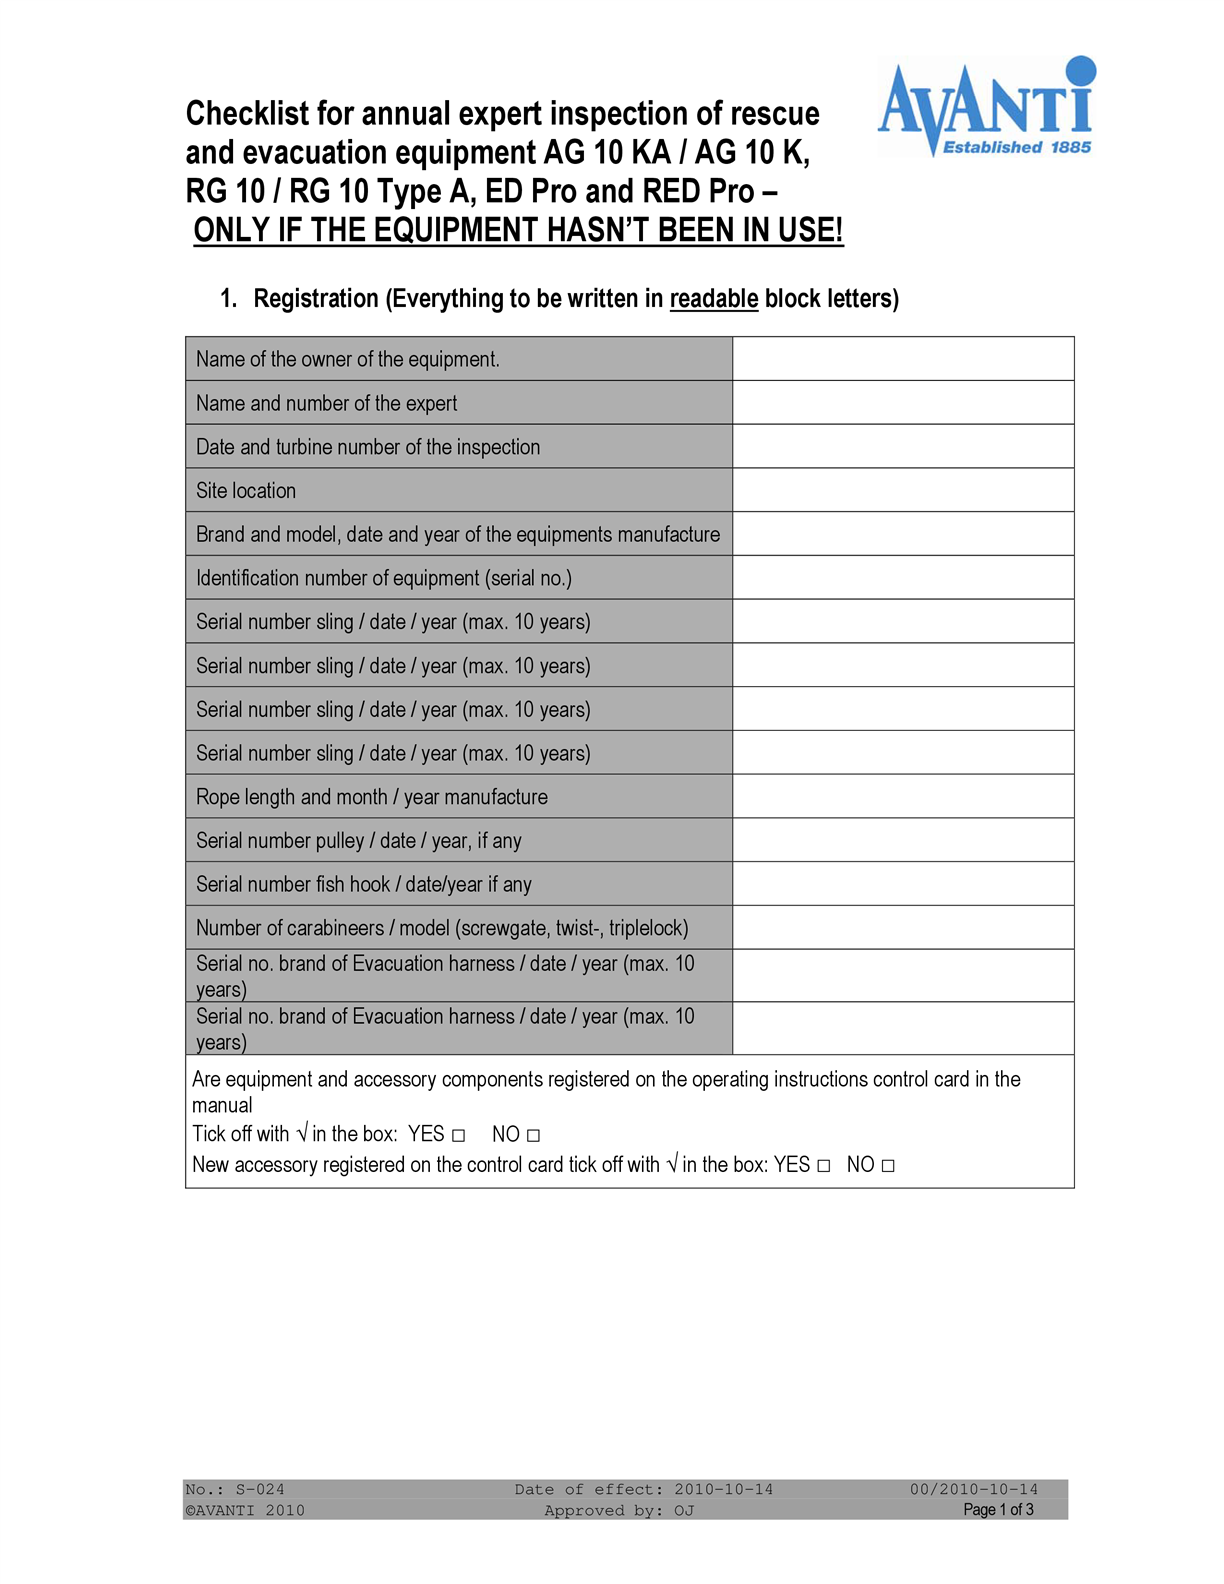 AVANTI
Established 1885
Checklist for annual expert inspection of rescue
and evacuation equipment AG 10 KA / AG 10 K,
RG 10 / RG 10 Type A, ED Pro and RED Pro –
ONLY IF THE EQUIPMENT HASN’T BEEN IN USE!
1. Registration (Everything to be written in readable block letters)
Name of the owner of the equipment.
Name and number of the expert
Date and turbine number of the inspection
Site location
Brand and model, date and year of the equipments manufacture
Identification number of equipment (serial no.)
Serial number sling / date / year (max. 10 years)
Serial number sling / date / year (max. 10 years)
Serial number sling / date / year (max. 10 years)
Serial number sling / date / year (max. 10 years)
Rope length and month / year manufacture
Serial number pulley / date / year, if any
Serial number fish hook / date/year if any
Number of carabineers / model (screwgate, twist-, triplelock)
Serial no. brand of Evacuation harness / date / year (max. 10
years)
Serial no. brand of Evacuation harness / date / year (max. 10
years)
Are equipment and accessory components registered on the operating instructions control card in the
manual
Tick off with √ in the box: YES □ NO □
New accessory registered on the control card tick off with √ in the box: YES □ NO □
No.: S-024 Date of effect: 2010-10-14 00/2010-10-14
©AVANTI 2010 Approved by: OJ Page 1 of 3